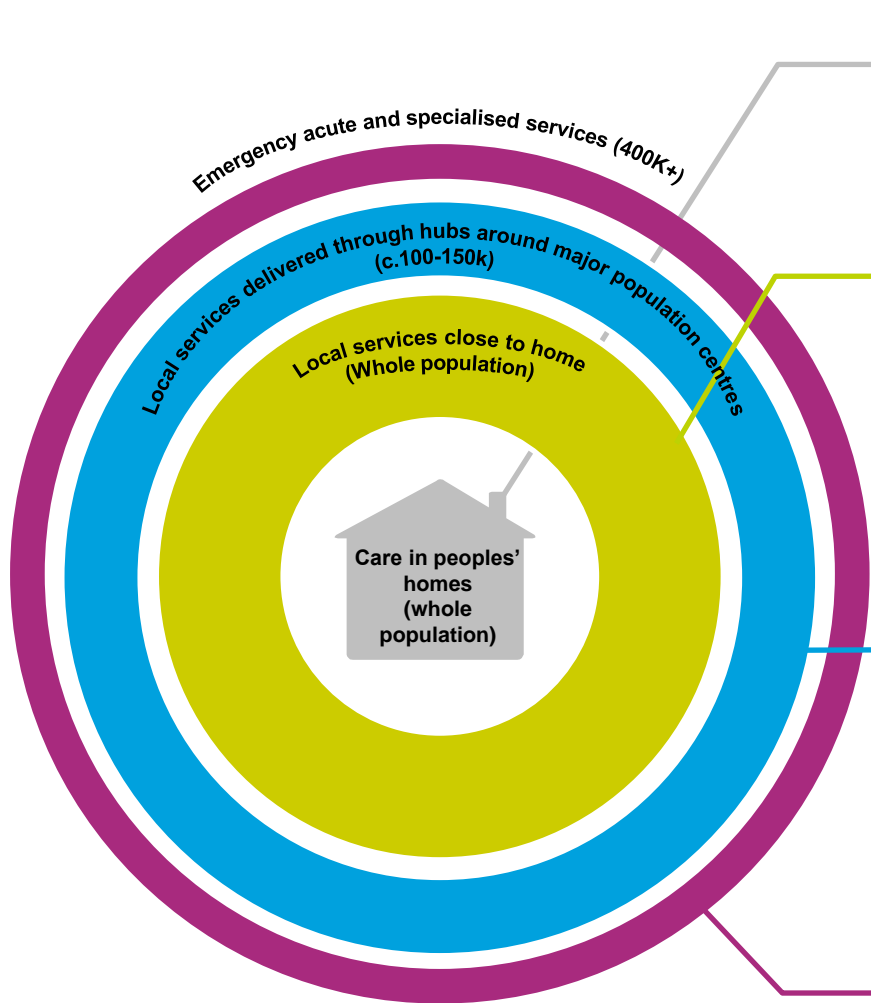 Emergency acute and specialised services (400K+)
Local services delivered through hubs around major population centres
(c.100-150k)
Local services close to home
(Whole population)
Care in peoples’
homes
(whole
population)